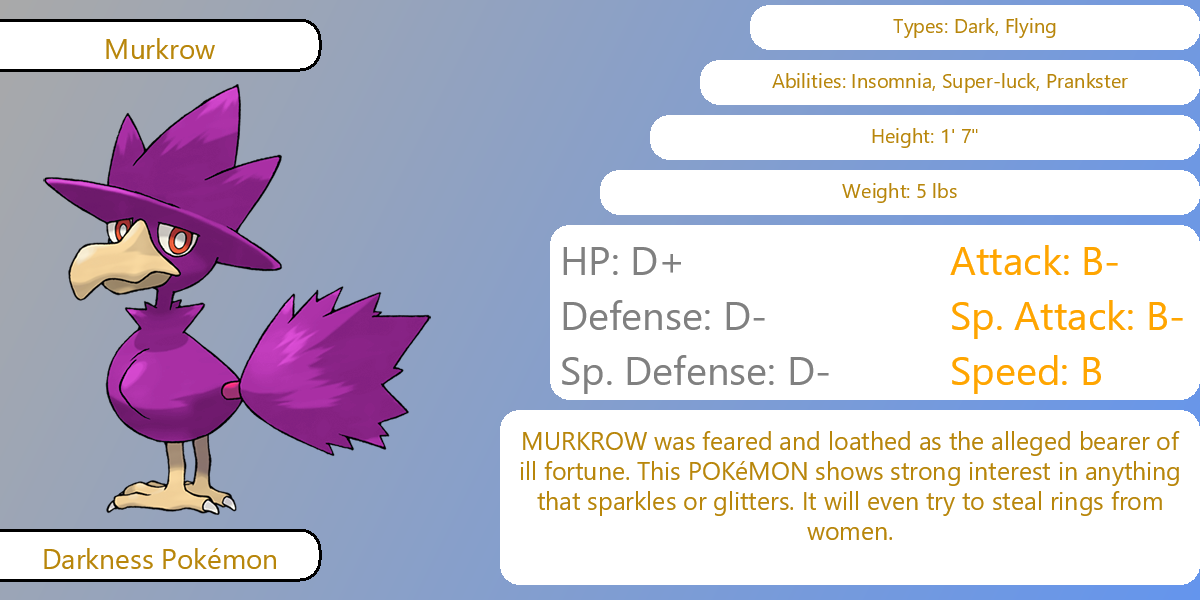 Murkrow
Types: Dark, Flying
Abilities: Insomnia, Super-luck, Prankster
Height: 1' 7"
Weight: 5 lbs
HP: D+
Attack: B-
Defense: D-
Sp. Attack: B-
Sp. Defense: D-
Speed: B
MURKROW was feared and loathed as the alleged bearer of
ill fortune. This POKéMON shows strong interest in anything
that sparkles or glitters. It will even try to steal rings from
women.
Darkness Pokémon